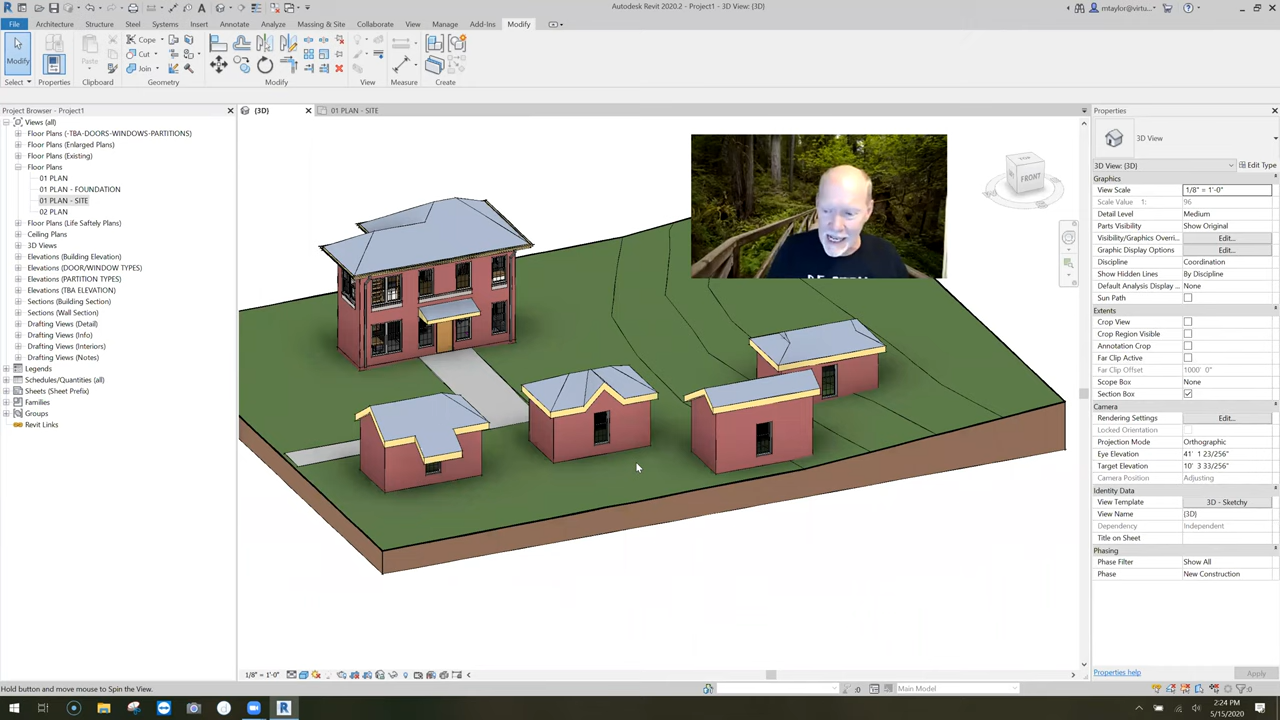 Autodesk Revit 2020.2 - Project1 - 3D View: {3D}
mtaylor@virtu...
File Architecture Structure Steel Systems Insert Annotate Analyze Massing & Site Collaborate View Manage Add-Ins Modify
Modify
Paste
Cope
Cut
Join
Select Properties Clipboard Geometry Modify View Measure Create
Project Browser - Project1
{3D}
01 PLAN - SITE
Properties
Views (all)
Floor Plans (-TBA-DOORS-WINDOWS-PARTITIONS)
Floor Plans (Enlarged Plans)
Floor Plans (Existing)
Floor Plans
01 PLAN
01 PLAN - FOUNDATION
01 PLAN - SITE
02 PLAN
Floor Plans (Life Saftely Plans)
Ceiling Plans
3D Views
Elevations (Building Elevation)
Elevations (DOOR/WINDOW TYPES)
Elevations (PARTITION TYPES)
Elevations (TBA ELEVATION)
Sections (Building Section)
Sections (Wall Section)
Drafting Views (Detail)
Drafting Views (Info)
Drafting Views (Interiors)
Drafting Views (Notes)
Legends
Schedules/Quantities (all)
Sheets (Sheet Prefix)
Families
Groups
Revit Links
TOP
FRONT
3D View
3D View: {3D} Edit Type
Graphics
View Scale 1/8" = 1'-0"
Scale Value 1: 96
Detail Level Medium
Parts Visibility Show Original
Visibility/Graphics Overri... Edit...
Graphic Display Options Edit...
Discipline Coordination
Show Hidden Lines By Discipline
Default Analysis Display ... None
Sun Path
Extents
Crop View
Crop Region Visible
Annotation Crop
Far Clip Active
Far Clip Offset 1000' 0"
Scope Box None
Section Box
Camera
Rendering Settings Edit...
Locked Orientation
Projection Mode Orthographic
Eye Elevation 41' 1 23/256"
Target Elevation 10' 3 33/256"
Camera Position Adjusting
Identity Data
View Template 3D - Sketchy
View Name {3D}
Dependency Independent
Title on Sheet
Phasing
Phase Filter Show All
Phase New Construction
Properties help
Apply
1/8" = 1'-0"
Hold button and move mouse to Spin the View.
:0
Main Model
:0
2:24 PM
5/15/2020